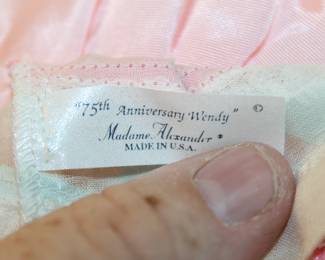 "75th Anniversary Wendy" ©
Madame Alexander ®
MADE IN U.S.A.